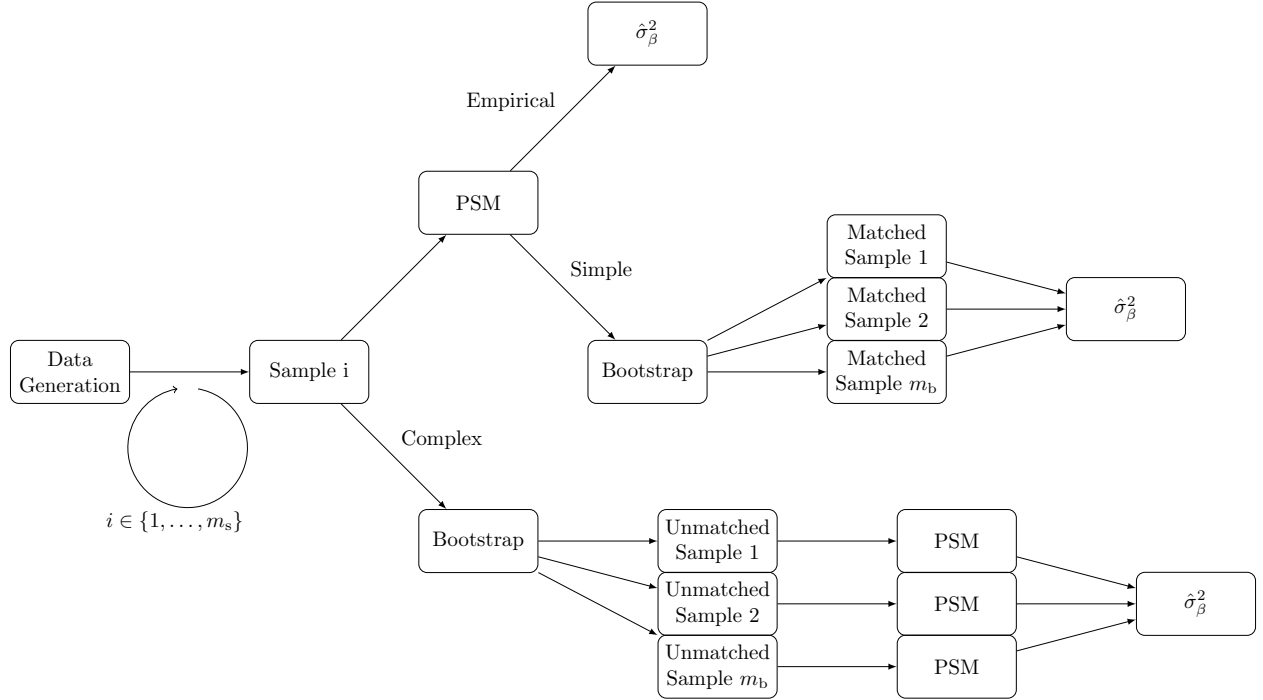 σ̂²_β
Empirical
PSM
Simple
Matched
Sample 1
Matched
Sample 2
Matched
Sample m_b
σ̂²_β
Bootstrap
Data
Generation
Sample i
i ∈ {1, . . . , m_s}
Complex
Bootstrap
Unmatched
Sample 1
PSM
Unmatched
Sample 2
PSM
Unmatched
Sample m_b
PSM
σ̂²_β